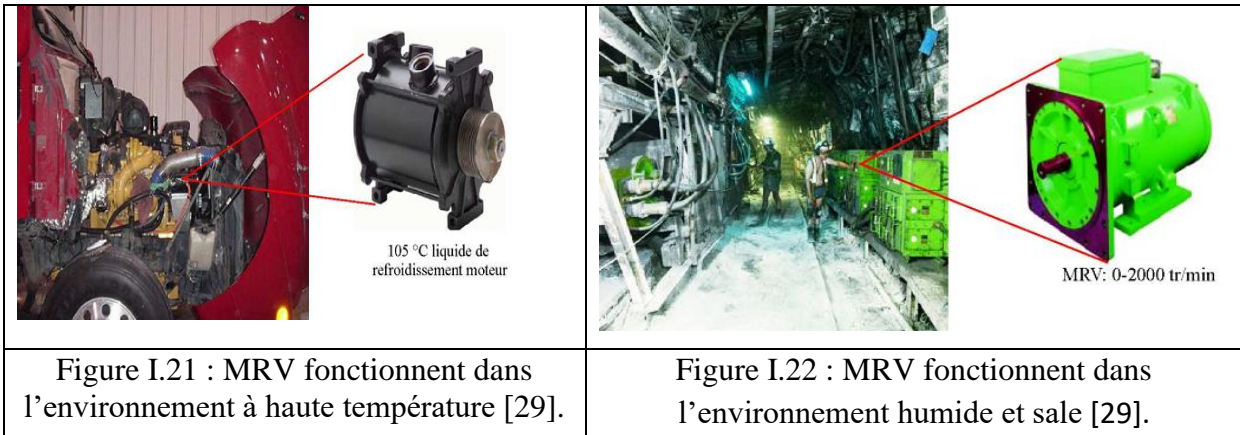 105 °C liquide de
refroidissement moteur
MRV: 0-2000 tr/min
Figure I.21 : MRV fonctionnent dans
l’environnement à haute température [29].
Figure I.22 : MRV fonctionnent dans
l’environnement humide et sale [29].